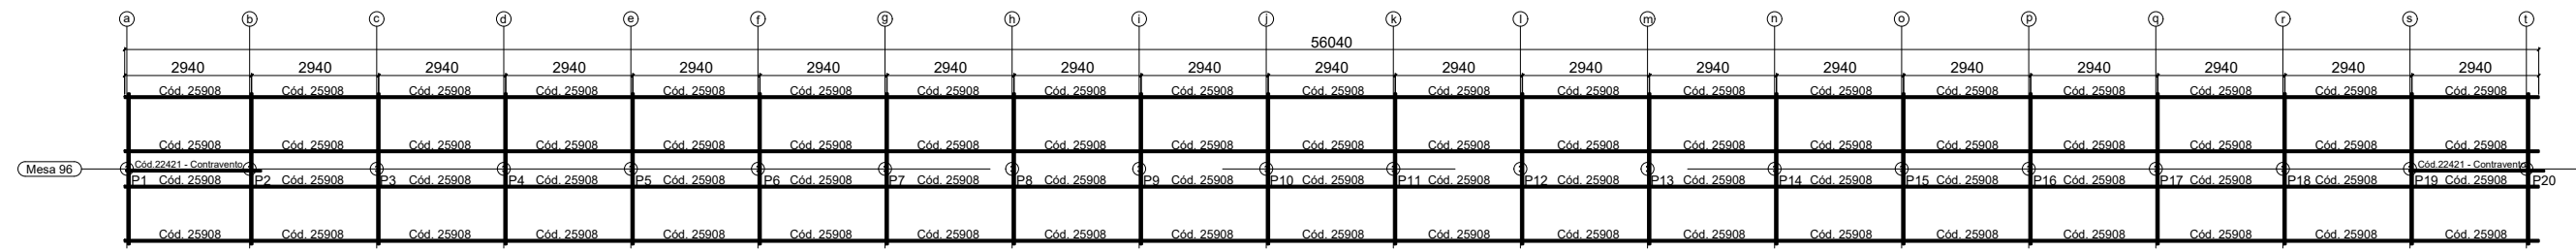 a b c d e f g h i j k l m n o p q r s t
56040
2940 2940 2940 2940 2940 2940 2940 2940 2940 2940 2940 2940 2940 2940 2940 2940 2940 2940 2940
Cód. 25908 Cód. 25908 Cód. 25908 Cód. 25908 Cód. 25908 Cód. 25908 Cód. 25908 Cód. 25908 Cód. 25908 Cód. 25908 Cód. 25908 Cód. 25908 Cód. 25908 Cód. 25908 Cód. 25908 Cód. 25908 Cód. 25908 Cód. 25908 Cód. 25908
Cód. 25908 Cód. 25908 Cód. 25908 Cód. 25908 Cód. 25908 Cód. 25908 Cód. 25908 Cód. 25908 Cód. 25908 Cód. 25908 Cód. 25908 Cód. 25908 Cód. 25908 Cód. 25908 Cód. 25908 Cód. 25908 Cód. 25908 Cód. 25908 Cód. 25908
Mesa 96 Cód.22421 - Contravento Cód.22421 - Contravento
P1 Cód. 25908 P2 Cód. 25908 P3 Cód. 25908 P4 Cód. 25908 P5 Cód. 25908 P6 Cód. 25908 P7 Cód. 25908 P8 Cód. 25908 P9 Cód. 25908 P10 Cód. 25908 P11 Cód. 25908 P12 Cód. 25908 P13 Cód. 25908 P14 Cód. 25908 P15 Cód. 25908 P16 Cód. 25908 P17 Cód. 25908 P18 Cód. 25908 P19 Cód. 25908 P20
Cód. 25908 Cód. 25908 Cód. 25908 Cód. 25908 Cód. 25908 Cód. 25908 Cód. 25908 Cód. 25908 Cód. 25908 Cód. 25908 Cód. 25908 Cód. 25908 Cód. 25908 Cód. 25908 Cód. 25908 Cód. 25908 Cód. 25908 Cód. 25908 Cód. 25908